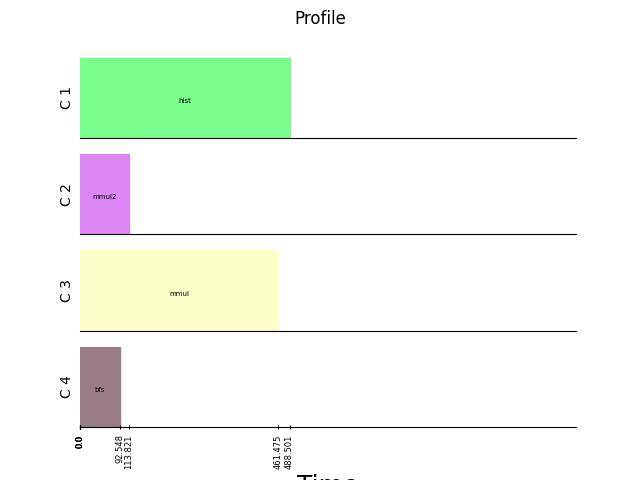 Profile
C 1
hist
C 2
mmul2
C 3
mmul
C 4
bfs
0.0
92.548
113.821
461.475
488.501
Time